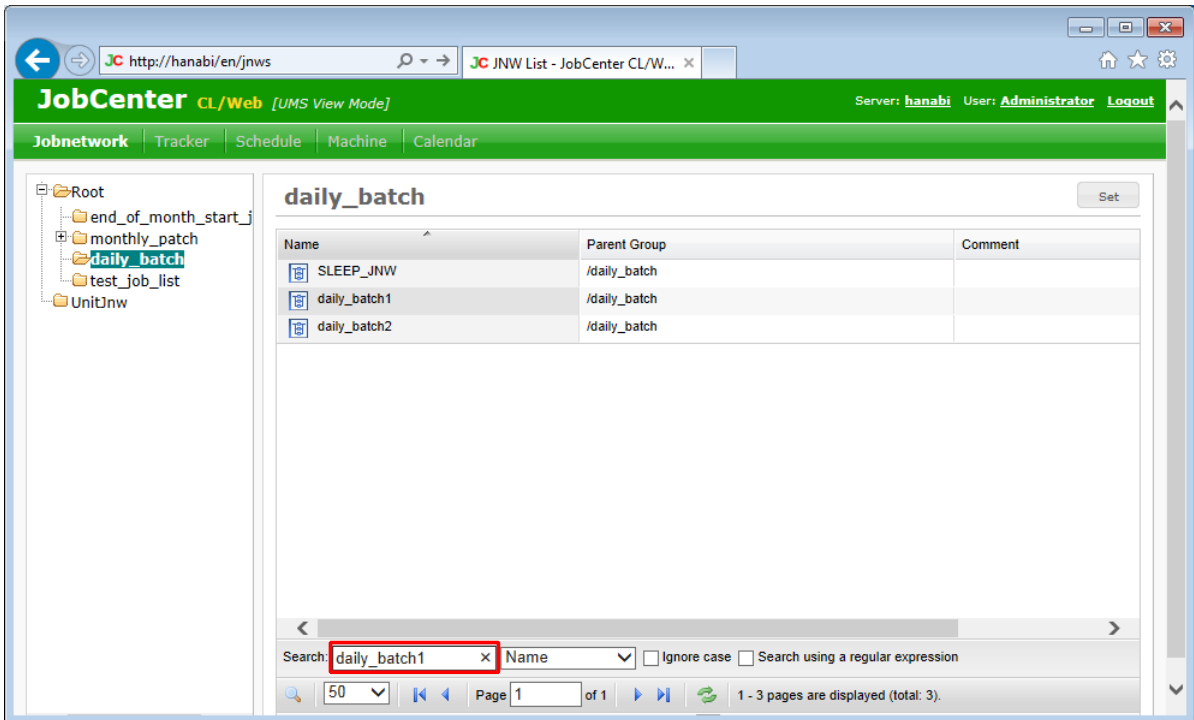 JC http://hanabi/en/jnws
JC JNW List - JobCenter CL/W...
JobCenter CL/Web [UMS View Mode]
Server: hanabi User: Administrator Logout
Jobnetwork Tracker Schedule Machine Calendar
Root
end_of_month_start_j
monthly_patch
daily_batch
test_job_list
UnitJnw
daily_batch
Set
Name Parent Group Comment
SLEEP_JNW /daily_batch
daily_batch1 /daily_batch
daily_batch2 /daily_batch
Search: daily_batch1 Name Ignore case Search using a regular expression
50 Page 1 of 1 1 - 3 pages are displayed (total: 3).